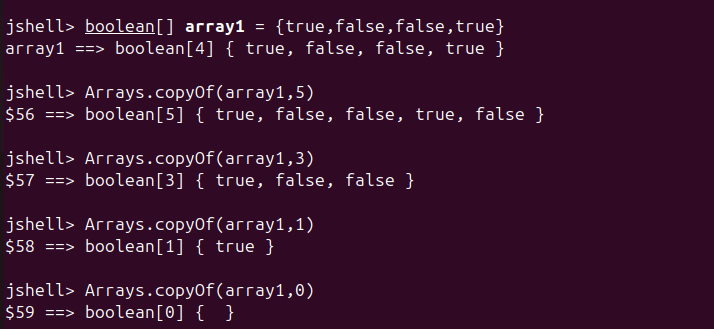 jshell> boolean[] array1 = {true,false,false,true}
array1 ==> boolean[4] { true, false, false, true }
jshell> Arrays.copyOf(array1,5)
$56 ==> boolean[5] { true, false, false, true, false }
jshell> Arrays.copyOf(array1,3)
$57 ==> boolean[3] { true, false, false }
jshell> Arrays.copyOf(array1,1)
$58 ==> boolean[1] { true }
jshell> Arrays.copyOf(array1,0)
$59 ==> boolean[0] {  }